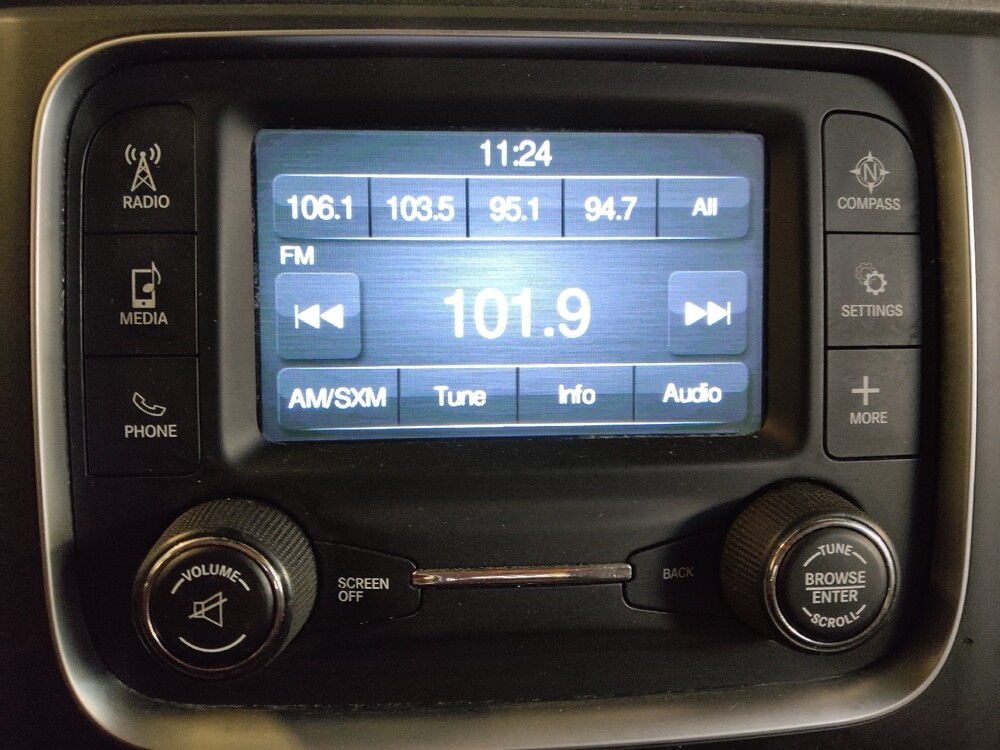 11:24
106.1 103.5 95.1 94.7 All
FM
101.9
AM/SXM Tune Info Audio
RADIO
MEDIA
PHONE
N
COMPASS
SETTINGS
MORE
VOLUME
SCREEN
OFF
BACK
TUNE
BROWSE
ENTER
SCROLL